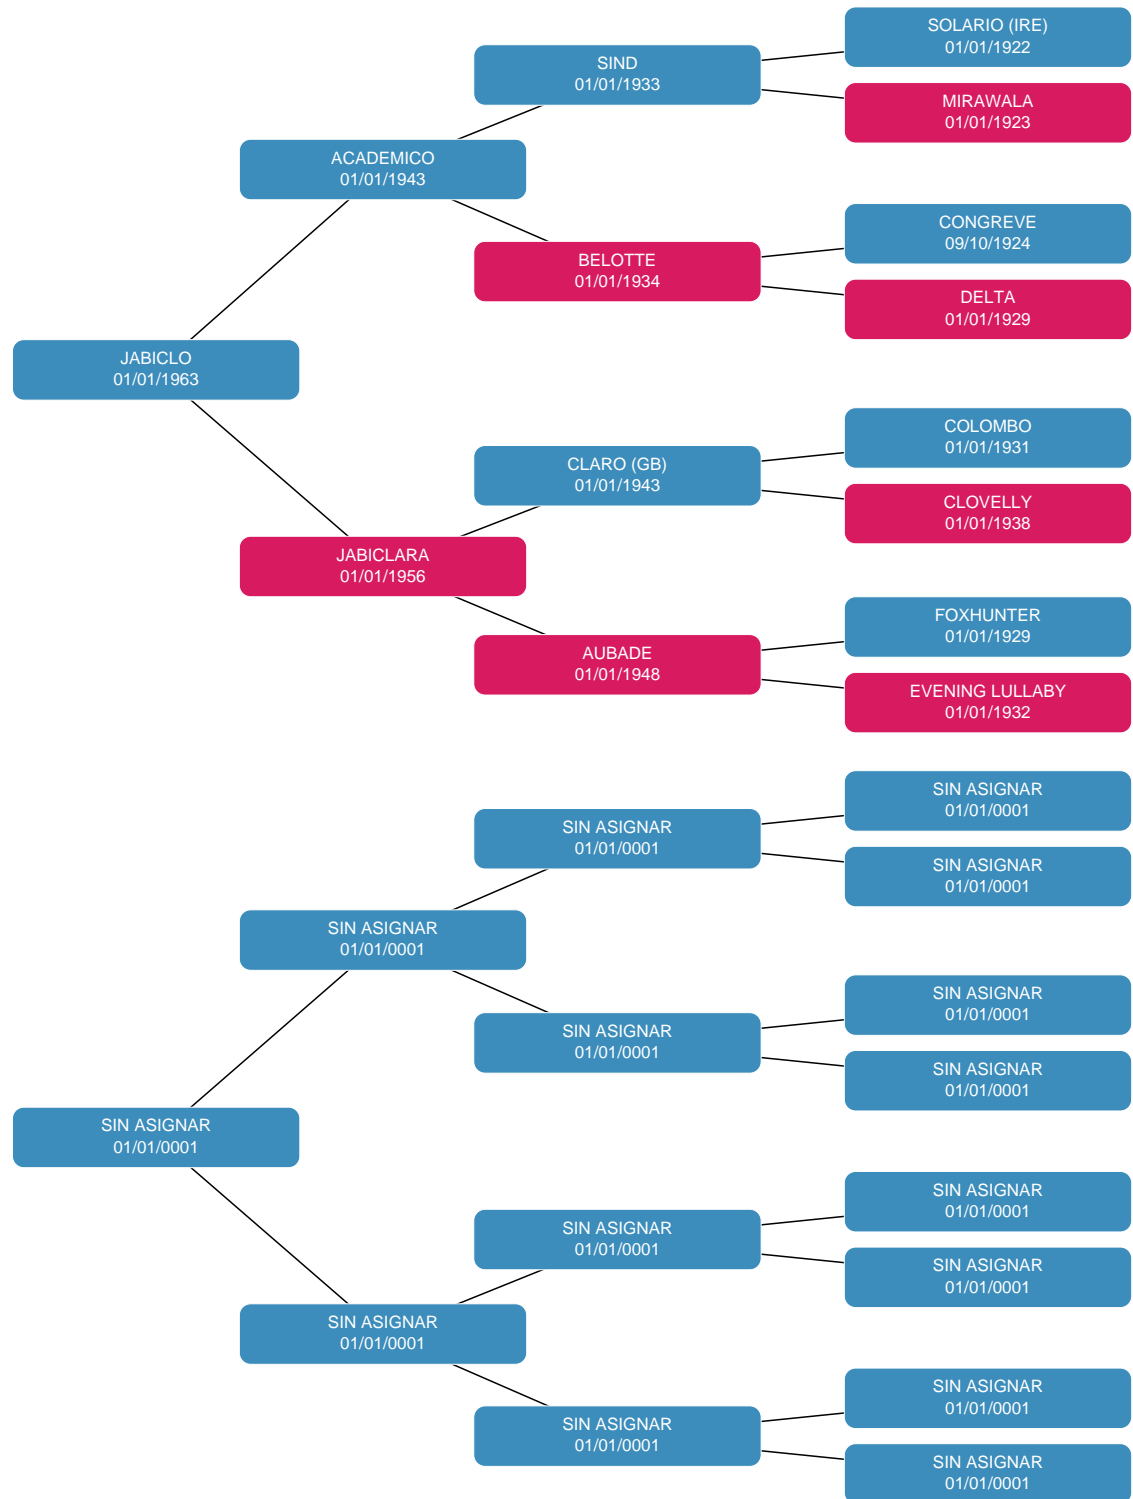 SOLARIO (IRE)
01/01/1922
SIND
01/01/1933
MIRAWALA
01/01/1923
ACADEMICO
01/01/1943
CONGREVE
09/10/1924
BELOTTE
01/01/1934
DELTA
01/01/1929
JABICLO
01/01/1963
COLOMBO
01/01/1931
CLARO (GB)
01/01/1943
CLOVELLY
01/01/1938
JABICLARA
01/01/1956
FOXHUNTER
01/01/1929
AUBADE
01/01/1948
EVENING LULLABY
01/01/1932
SIN ASIGNAR
01/01/0001
SIN ASIGNAR
01/01/0001
SIN ASIGNAR
01/01/0001
SIN ASIGNAR
01/01/0001
SIN ASIGNAR
01/01/0001
SIN ASIGNAR
01/01/0001
SIN ASIGNAR
01/01/0001
SIN ASIGNAR
01/01/0001
SIN ASIGNAR
01/01/0001
SIN ASIGNAR
01/01/0001
SIN ASIGNAR
01/01/0001
SIN ASIGNAR
01/01/0001
SIN ASIGNAR
01/01/0001
SIN ASIGNAR
01/01/0001
SIN ASIGNAR
01/01/0001